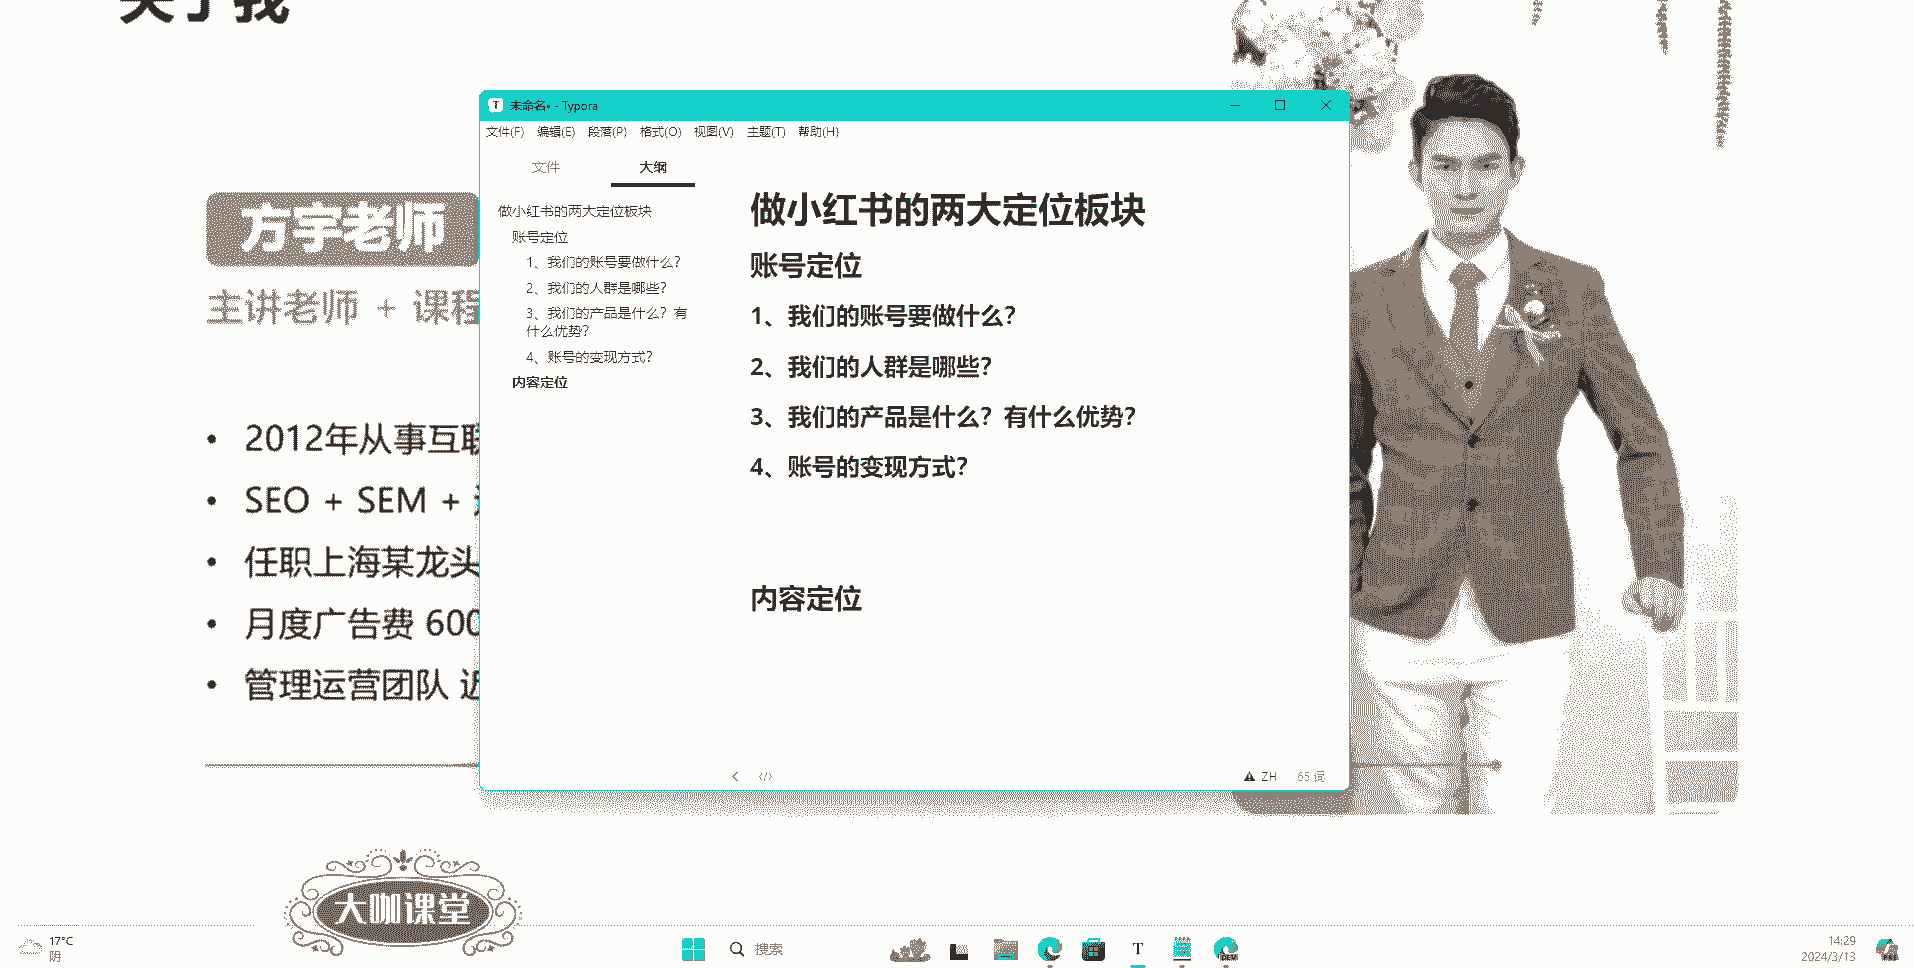 关于我
方宇老师
主讲老师 + 课程
2012年从事互联
SEO + SEM +
任职上海某龙头
月度广告费 600
管理运营团队 近
未命名• - Typora
文件(F) 编辑(E) 段落(P) 格式(O) 视图(V) 主题(T) 帮助(H)
文件 大纲
做小红书的两大定位板块
账号定位
1、我们的账号要做什么?
2、我们的人群是哪些?
3、我们的产品是什么? 有
什么优势?
4、账号的变现方式?
内容定位
做小红书的两大定位板块
账号定位
1、我们的账号要做什么?
2、我们的人群是哪些?
3、我们的产品是什么? 有什么优势?
4、账号的变现方式?
内容定位
ZH 65 词
大咖课堂
17°C
阴
搜索
14:29
2024/3/13